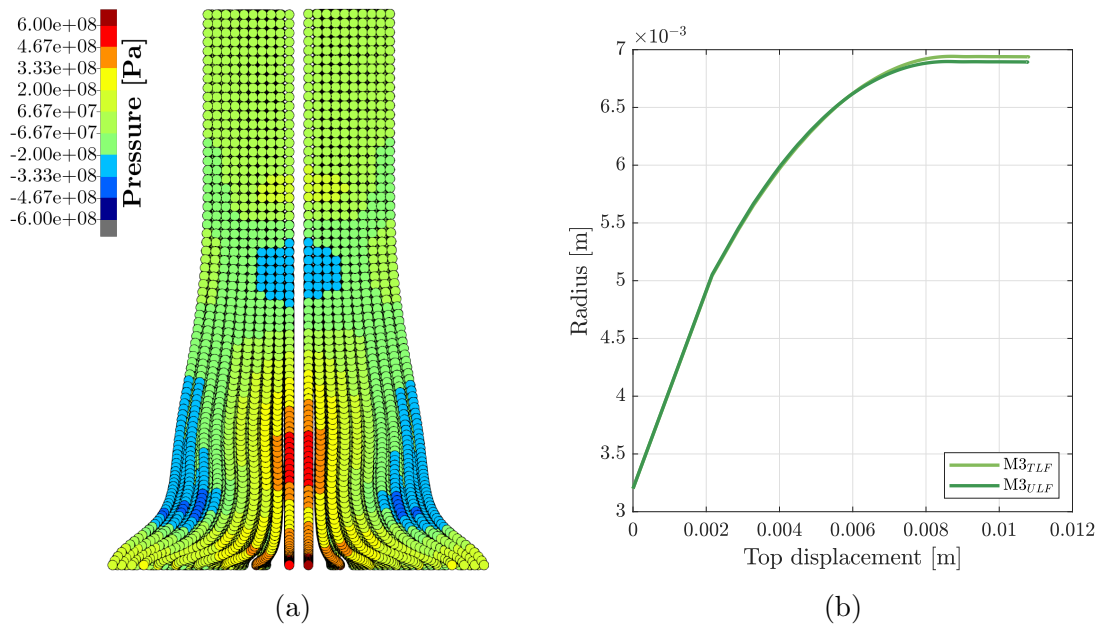 6.00e+08
4.67e+08
3.33e+08
2.00e+08
6.67e+07
-6.67e+07
-2.00e+08
-3.33e+08
-4.67e+08
-6.00e+08
Pressure [Pa]
(a)
×10⁻³
7
6.5
6
5.5
5
4.5
4
3.5
3
Radius [m]
0
0.002
0.004
0.006
0.008
0.01
0.012
Top displacement [m]
M3TLF
M3ULF
(b)